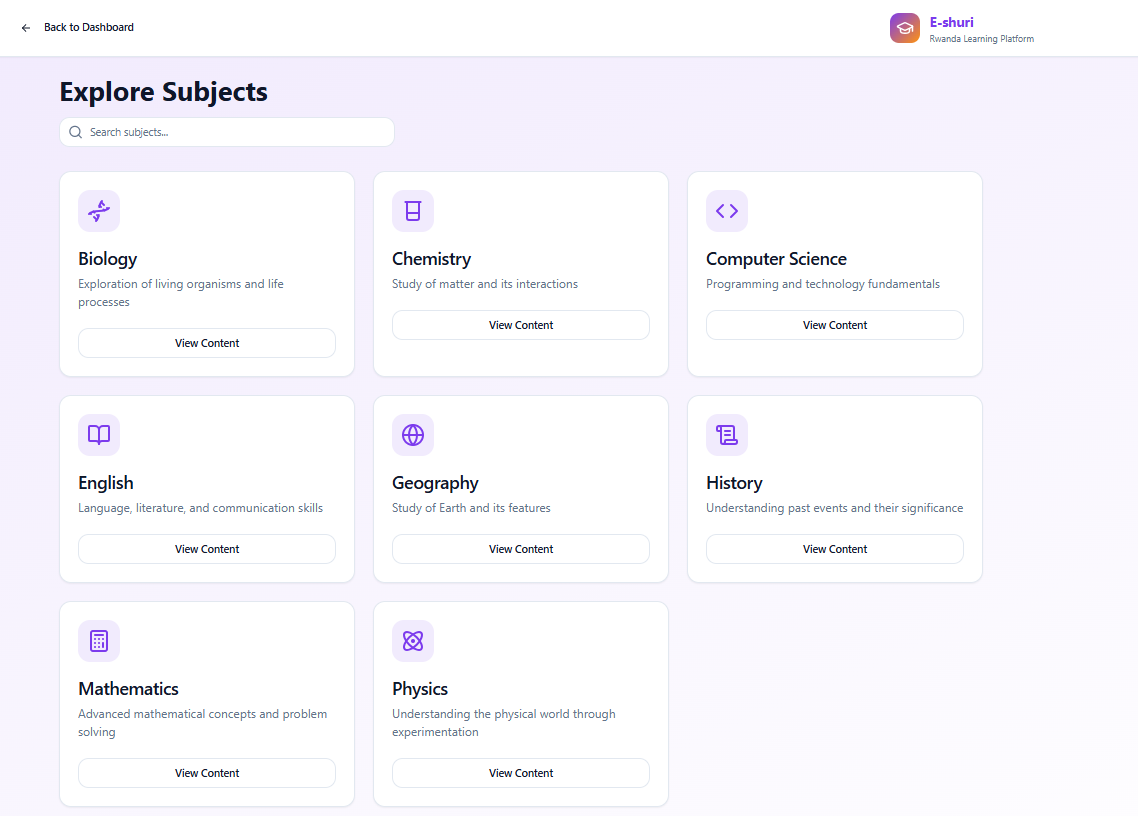 Back to Dashboard
E-shuri
Rwanda Learning Platform
Explore Subjects
Search subjects...
Biology
Exploration of living organisms and life
processes
View Content
Chemistry
Study of matter and its interactions
View Content
Computer Science
Programming and technology fundamentals
View Content
English
Language, literature, and communication skills
View Content
Geography
Study of Earth and its features
View Content
History
Understanding past events and their significance
View Content
Mathematics
Advanced mathematical concepts and problem
solving
View Content
Physics
Understanding the physical world through
experimentation
View Content